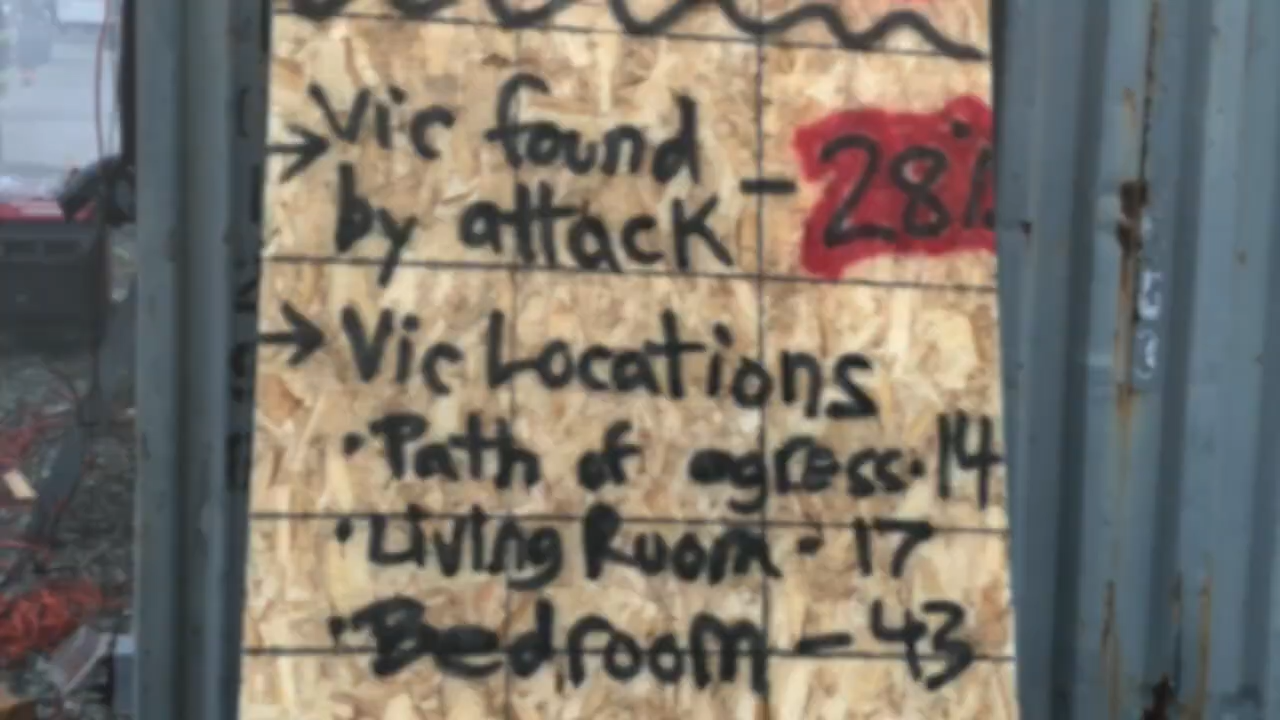 → Vic found
by attack - 28%
→ Vic Locations
• Path of egress • 14
• Living Room • 17
• Bedroom - 43